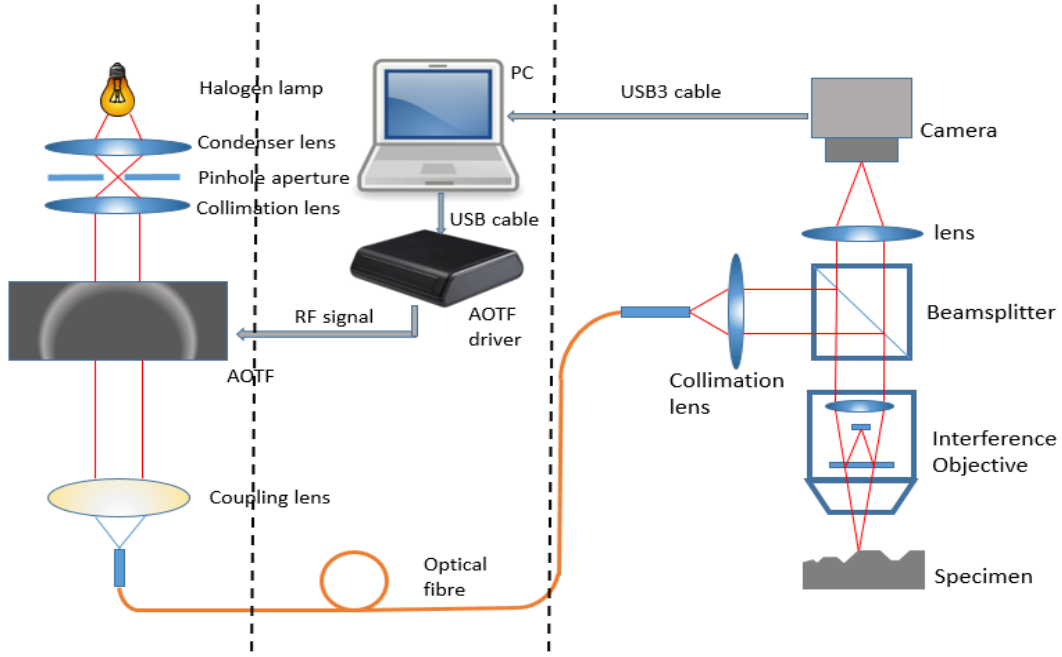 Halogen lamp
Condenser lens
Pinhole aperture
Collimation lens
AOTF
Coupling lens
PC
USB cable
RF signal
AOTF
driver
Optical
fibre
USB3 cable
Camera
lens
Beamsplitter
Collimation
lens
Interference
Objective
Specimen